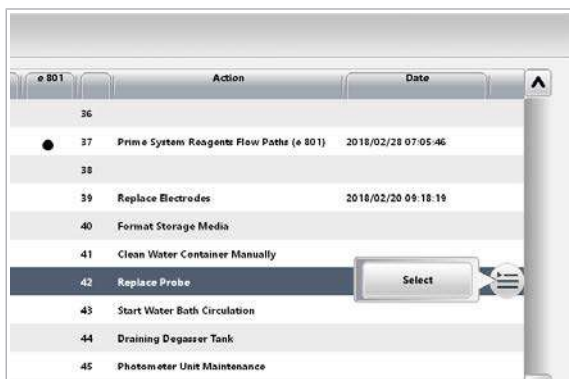 e 801 Action Date
36
37 Prime System Reagents Flow Paths (e 801) 2018/02/28 07:05:46
38
39 Replace Electrodes 2018/02/20 09:18:19
40 Format Storage Media
41 Clean Water Container Manually
42 Replace Probe Select
43 Start Water Bath Circulation
44 Draining Degasser Tank
45 Photometer Unit Maintenance